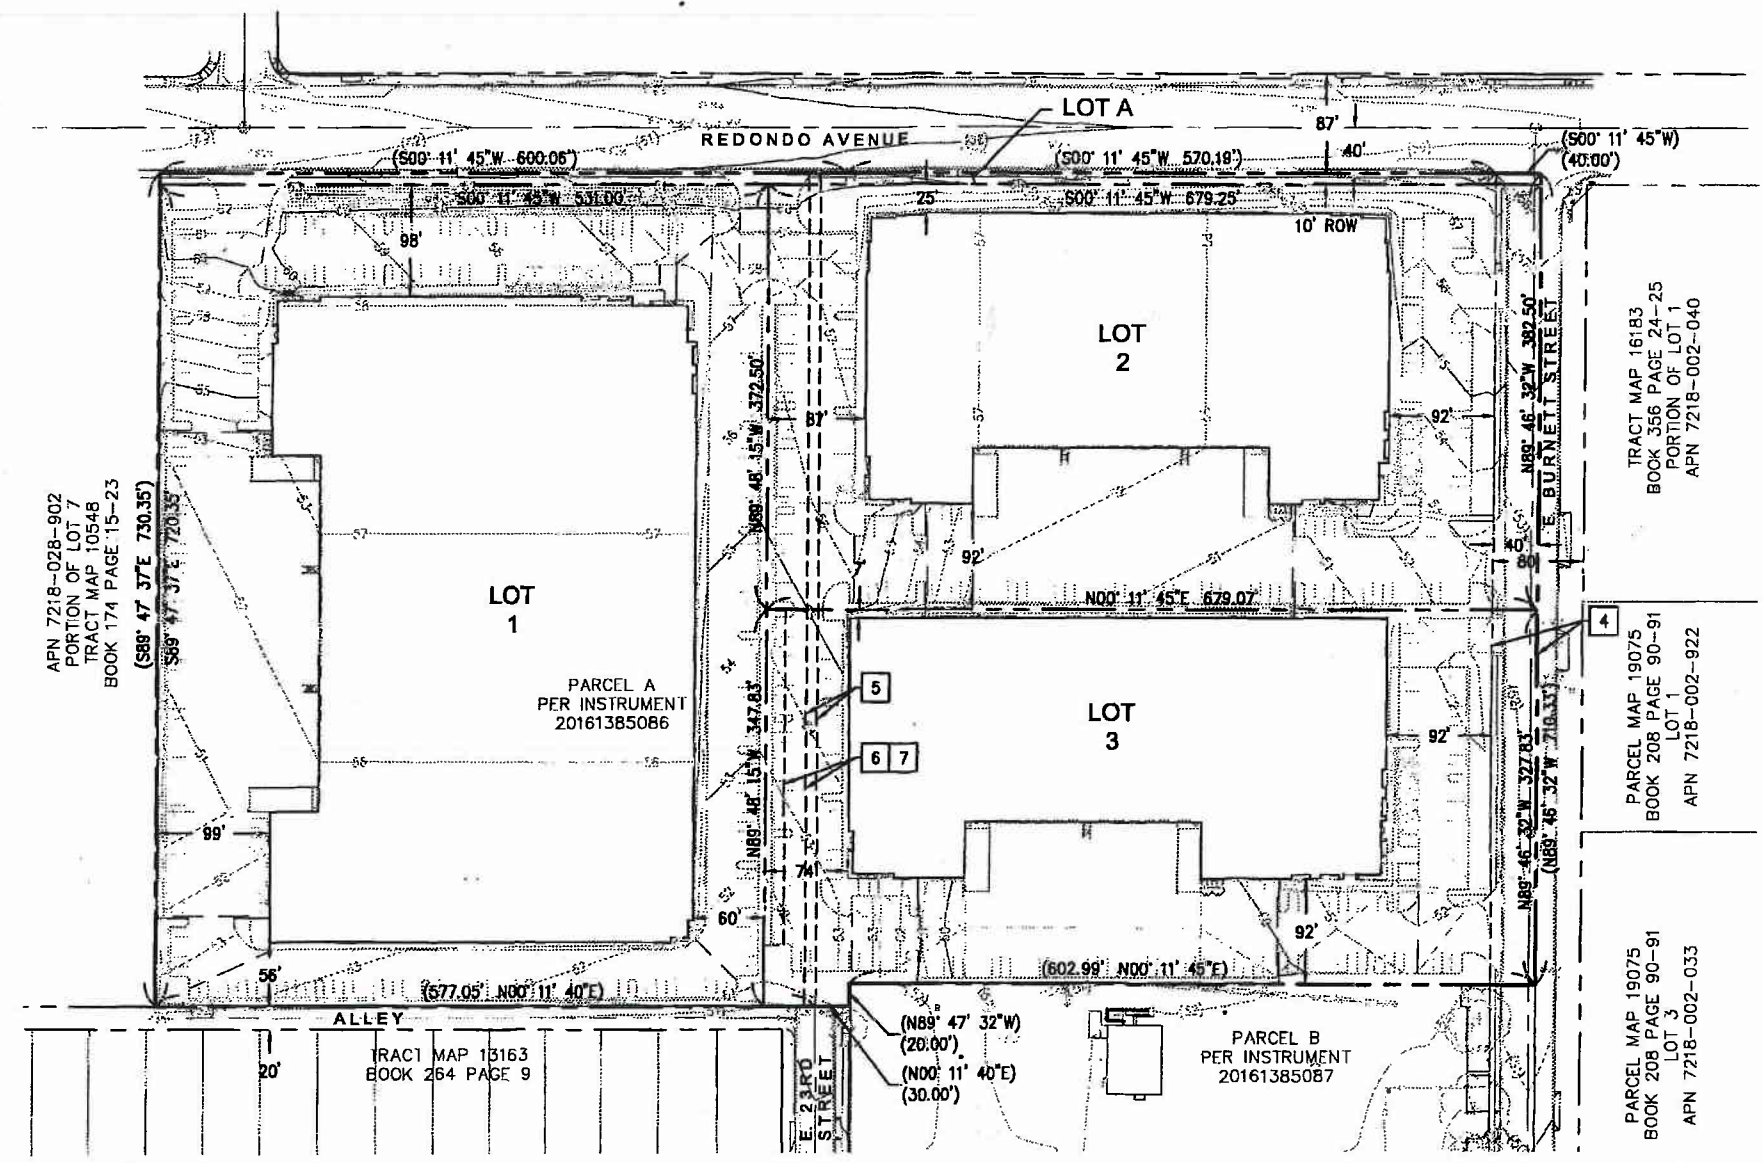 LOT A
REDONDO AVENUE
87'
40'
(S00° 11' 45"W 600.06')
(S00° 11' 45"W 570.19')
(S00° 11' 45"W)
(40.00')
S00° 11' 45"W 531.00'
25'
S00° 11' 45"W 679.25'
10' ROW
98'
LOT
2
N89° 48' 15"W 372.50'
87'
92'
N89° 46' 32"W 382.50'
E. BURNETT STREET
TRACT MAP 16183
BOOK 356 PAGE 24-25
PORTION OF LOT 1
APN 7218-002-040
APN 7218-028-902
PORTION OF LOT 7
TRACT MAP 10548
BOOK 174 PAGE 15-23
(S89° 47' 37"E 730.35')
S89° 47' 37"E 720.35'
92'
40'
80'
LOT
1
N00° 11' 45"E 679.07'
4
PARCEL A
PER INSTRUMENT
20161385086
5
6 7
LOT
3
92'
N89° 48' 15"W 347.83'
N89° 46' 32"W 327.83'
(N89° 46' 32"W 710.33')
PARCEL MAP 19075
BOOK 208 PAGE 90-91
LOT 1
APN 7218-002-922
99'
74'
60'
92'
56'
(577.05' N00° 11' 40"E)
(602.99' N00° 11' 45"E)
ALLEY
20'
TRACT MAP 13163
BOOK 264 PAGE 9
E. 23RD
STREET
(N89° 47' 32"W)
(20.00')
(N00° 11' 40"E)
(30.00')
PARCEL B
PER INSTRUMENT
20161385087
PARCEL MAP 19075
BOOK 208 PAGE 90-91
LOT 3
APN 7218-002-033